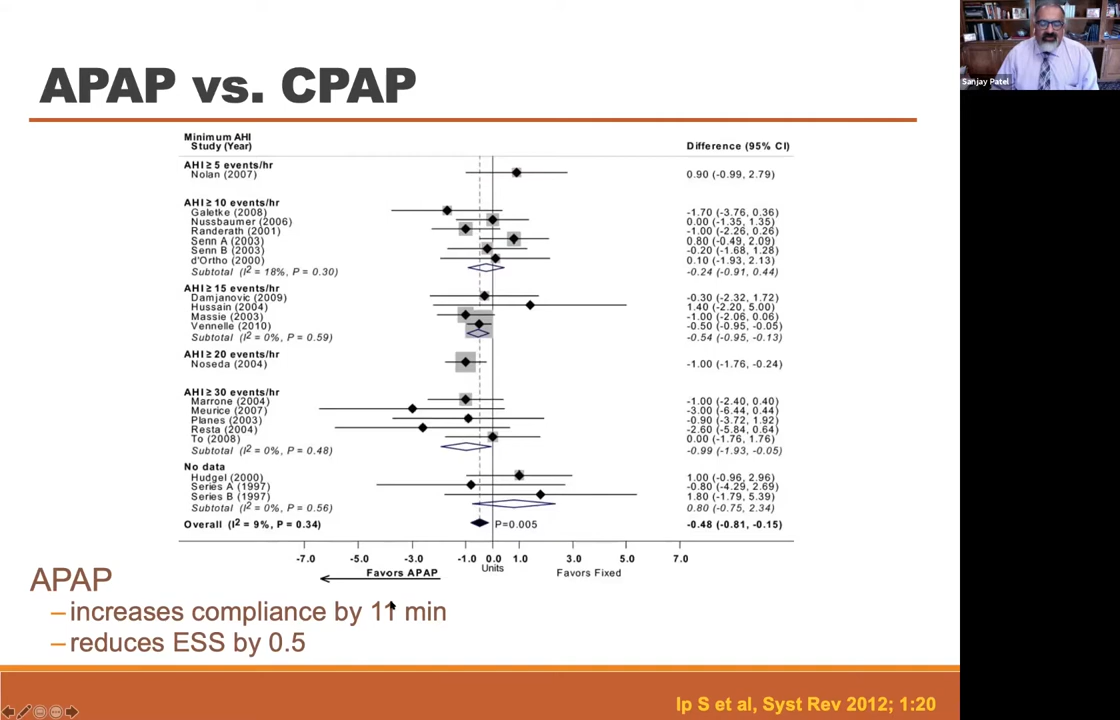 Sanjay Patel
APAP vs. CPAP
Minimum AHI
Study (Year) Difference (95% CI)
AHI ≥ 5 events/hr
Nolan (2007) 0.90 (-0.99, 2.79)
AHI ≥ 10 events/hr
Galetke (2008) -1.70 (-3.76, 0.36)
Nussbaumer (2006) 0.00 (-1.35, 1.35)
Randerath (2001) -1.00 (-2.26, 0.26)
Senn A (2003) 0.80 (-0.49, 2.09)
Senn B (2003) -0.20 (-1.68, 1.28)
d'Ortho (2000) 0.10 (-1.93, 2.13)
Subtotal (I² = 18%, P = 0.30) -0.24 (-0.91, 0.44)
AHI ≥ 15 events/hr
Damjanovic (2009) -0.30 (-2.32, 1.72)
Hussain (2004) 1.40 (-2.20, 5.00)
Massie (2003) -1.00 (-2.06, 0.06)
Vennelle (2010) -0.50 (-0.95, -0.05)
Subtotal (I² = 0%, P = 0.59) -0.54 (-0.95, -0.13)
AHI ≥ 20 events/hr
Noseda (2004) -1.00 (-1.76, -0.24)
AHI ≥ 30 events/hr
Marrone (2004) -1.00 (-2.40, 0.40)
Meurice (2007) -3.00 (-6.44, 0.44)
Planes (2003) -0.90 (-3.72, 1.92)
Resta (2004) -2.60 (-5.84, 0.64)
To (2008) 0.00 (-1.76, 1.76)
Subtotal (I² = 0%, P = 0.48) -0.99 (-1.93, -0.05)
No data
Hudgel (2000) 1.00 (-0.96, 2.96)
Series A (1997) -0.80 (-4.29, 2.69)
Series B (1997) 1.80 (-1.79, 5.39)
Subtotal (I² = 0%, P = 0.56) 0.80 (-0.75, 2.34)
Overall (I² = 9%, P = 0.34) P=0.005 -0.48 (-0.81, -0.15)
-7.0 -5.0 -3.0 -1.0 0.0 1.0 3.0 5.0 7.0
Units
Favors APAP Favors Fixed
APAP
– increases compliance by 11 min
– reduces ESS by 0.5
Ip S et al, Syst Rev 2012; 1:20